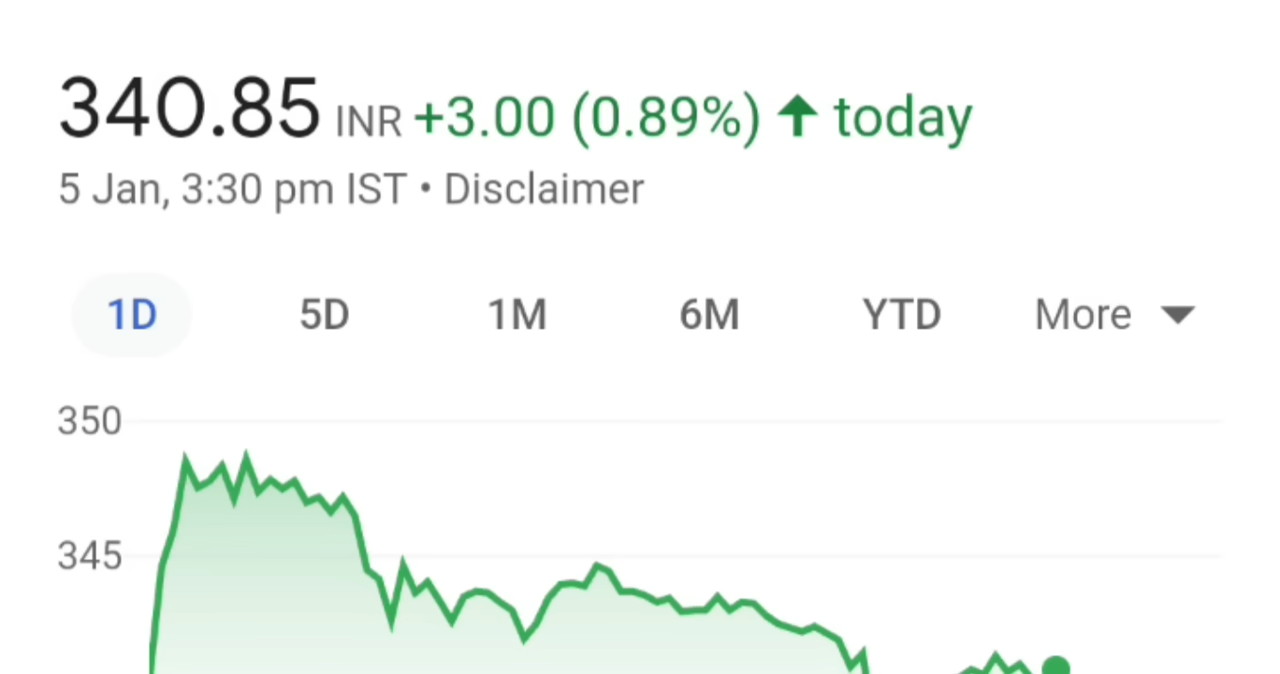 340.85 INR +3.00 (0.89%) ↑ today
5 Jan, 3:30 pm IST • Disclaimer
1D 5D 1M 6M YTD More
350
345